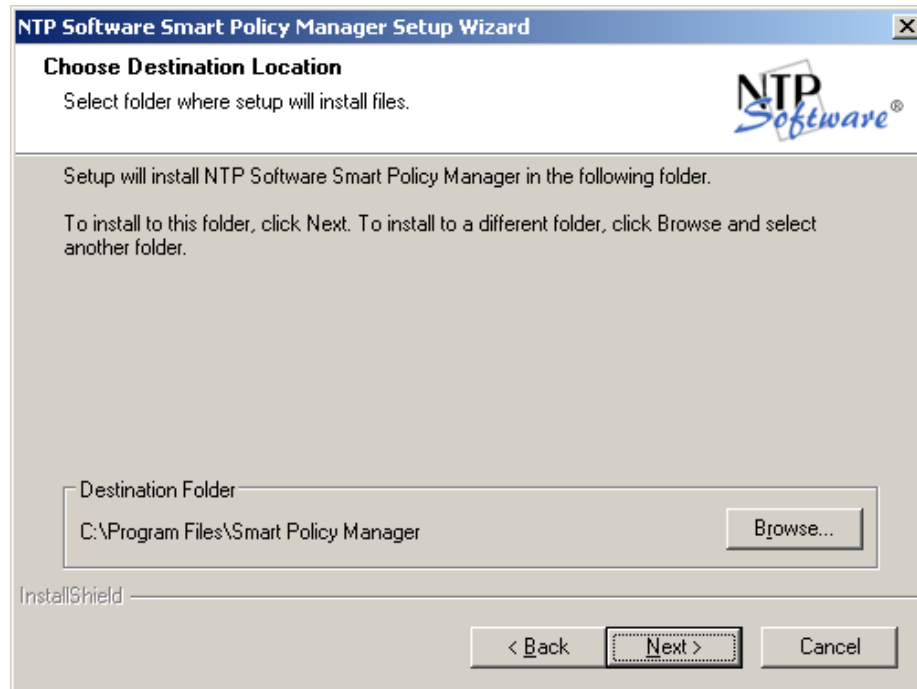 NTP Software Smart Policy Manager Setup Wizard
Choose Destination Location
Select folder where setup will install files.
NTP
Software®
Setup will install NTP Software Smart Policy Manager in the following folder.
To install to this folder, click Next. To install to a different folder, click Browse and select
another folder.
Destination Folder
C:\Program Files\Smart Policy Manager
Browse...
InstallShield
< Back
Next >
Cancel